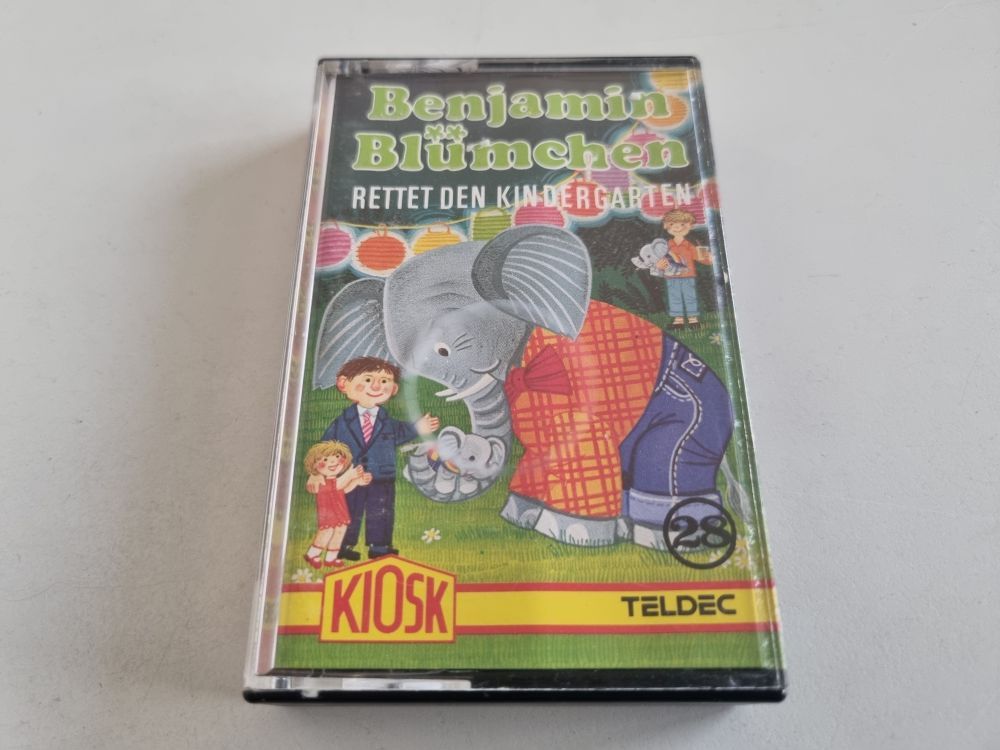 Benjamin
Blümchen
RETTET DEN KINDERGARTEN
28
KIOSK
TELDEC